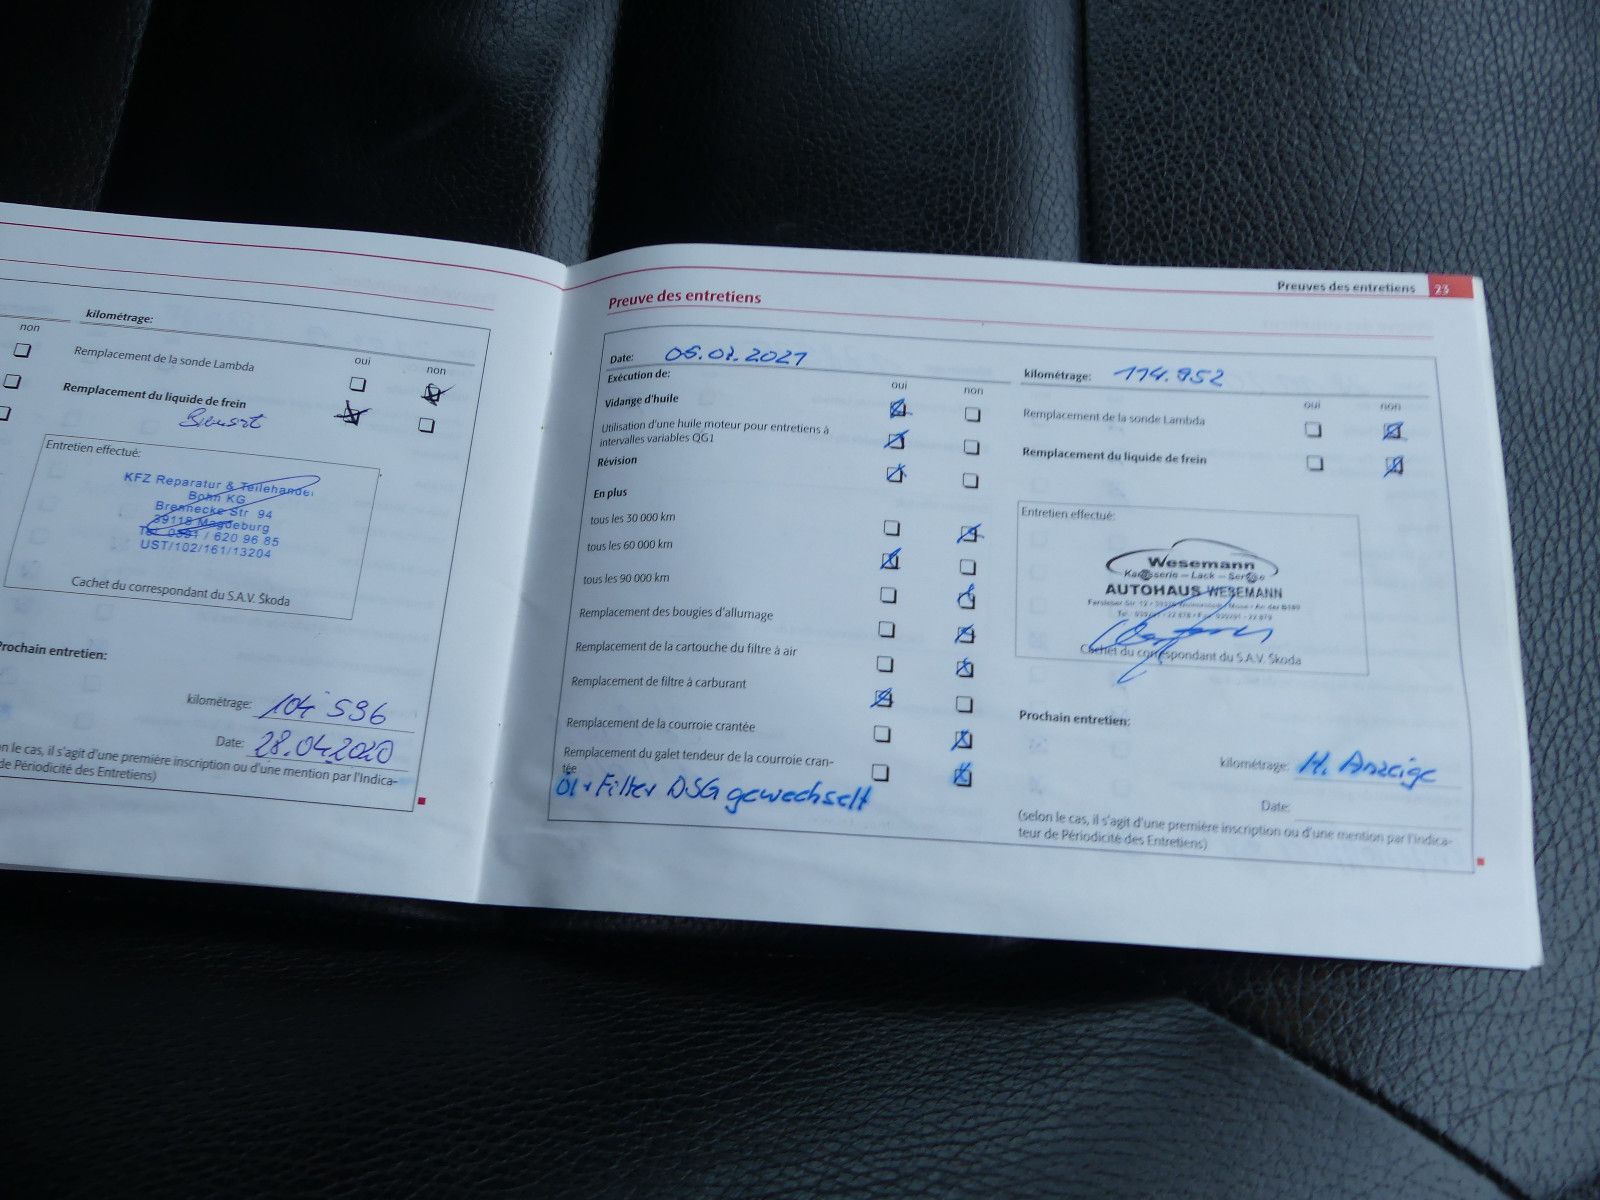 non
kilométrage:
Remplacement de la sonde Lambda
oui
non
Remplacement du liquide de frein
Entretien effectué:
KFZ Reparatur & Teilehandel
Bohn KG
Brennecke Str 94
39118 Magdeburg
Tel 0391 / 620 96 85
UST/102/161/13204
Cachet du correspondant du S.A.V. Škoda
Prochain entretien:
kilométrage: 104 596
Date: 28.04.2020
n le cas, il s'agit d'une première inscription ou d'une mention par l'Indica-
de Périodicité des Entretiens)
Preuves des entretiens 23
Preuve des entretiens
Date: 2021
Exécution de:
oui
non
Vidange d'huile
Utilisation d'une huile moteur pour entretiens à
intervalles variables QG1
Révision
En plus
tous les 30 000 km
tous les 60 000 km
tous les 90 000 km
Remplacement des bougies d'allumage
Remplacement de la cartouche du filtre à air
Remplacement de filtre à carburant
Remplacement de la courroie crantée
Remplacement du galet tendeur de la courroie cran-
tée
Öl + Filter DSG gewechselt
kilométrage: 114.952
oui
non
Remplacement de la sonde Lambda
Remplacement du liquide de frein
Entretien effectué:
Wesemann
Karosserie – Lack – Service
AUTOHAUS WESEMANN
Cachet du correspondant du S.A.V. Škoda
Prochain entretien:
kilométrage: H. Anzeige
Date:
(selon le cas, il s'agit d'une première inscription ou d'une mention par l'Indica-
teur de Périodicité des Entretiens)